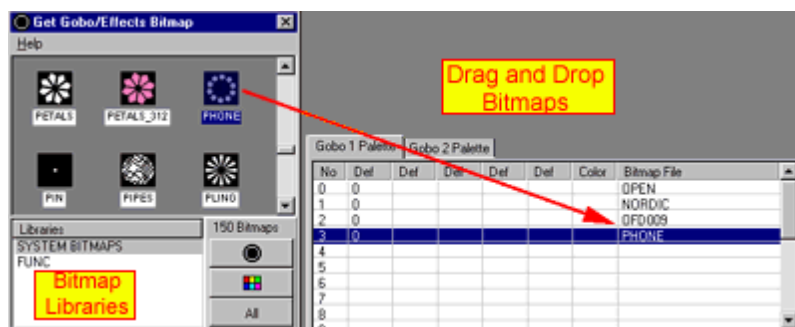 Get Gobo/Effects Bitmap
Help
PETALS PETALS_312 PHONE
PIN PIPES PLINO
Libraries
SYSTEM BITMAPS
FUNC
Bitmap
Libraries
150 Bitmaps
All
Drag and Drop
Bitmaps
Gobo 1 Palette Gobo 2 Palette
No Def Def Def Def Def Color Bitmap File
0 0 OPEN
1 0 NORDIC
2 0 OFD009
3 0 PHONE
4
5
6
7
8